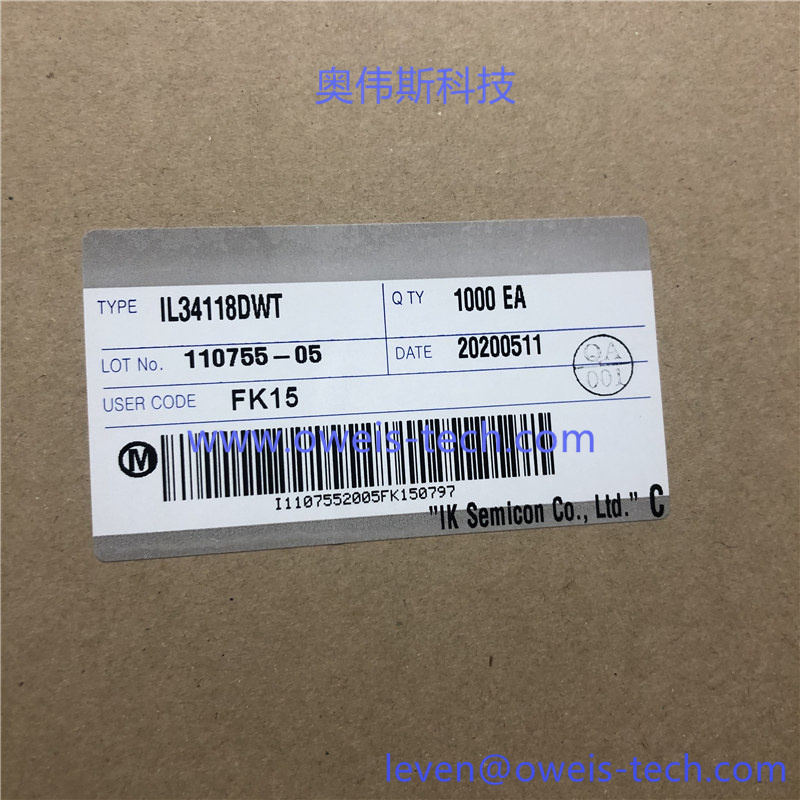 奥伟斯科技
TYPE IL34118DWT
QTY 1000 EA
LOT No. 110755-05
DATE 20200511
QA
001
USER CODE FK15
www.oweis-tech.com
I1107552005FK150797
"IK Semicon Co., Ltd." C
leven@oweis-tech.com